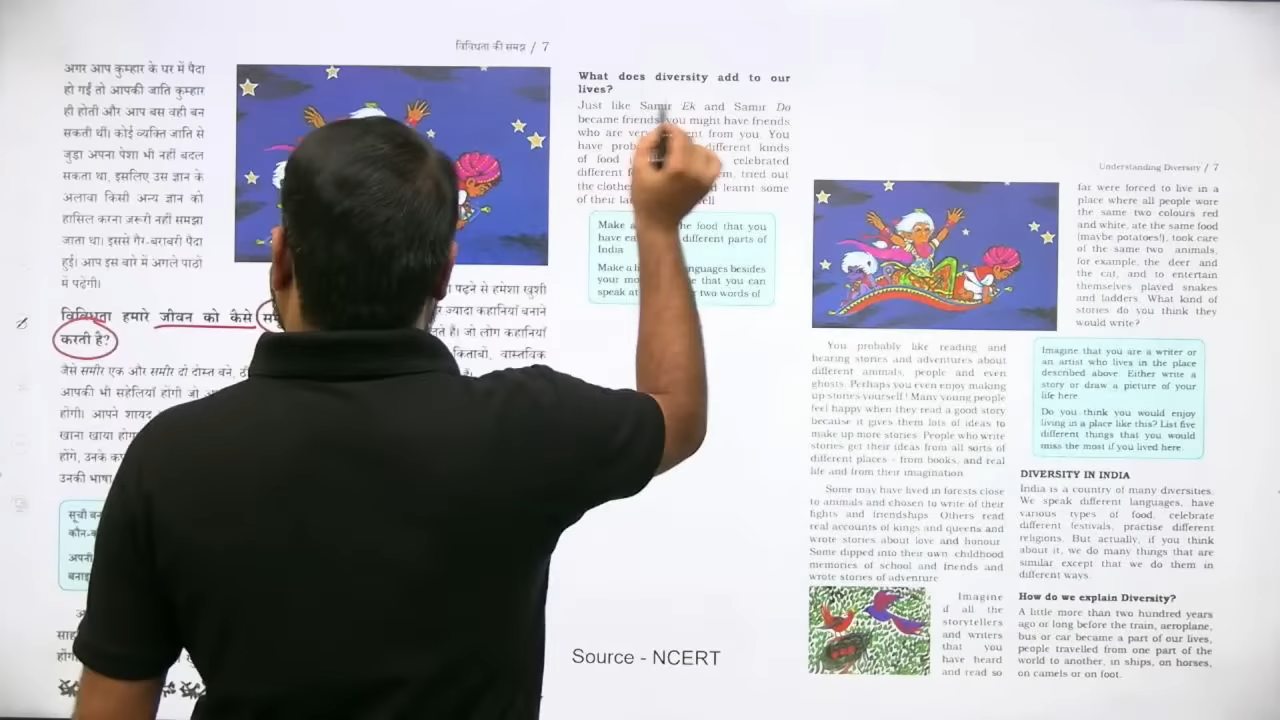 विविधता की समझ / 7
अगर आप कुम्हार के घर में पैदा
हो गईं तो आपकी जाति कुम्हार
ही होती और आप बस वही बन
सकती थीं। कोई व्यक्ति जाति से
जुड़ा अपना पेशा भी नहीं बदल
सकता था, इसलिए उस ज्ञान के
अलावा किसी अन्य ज्ञान को
हासिल करना जरूरी नहीं समझा
जाता था। इससे गैर-बराबरी पैदा
हुई। आप इस बारे में अगले पाठों
में पढ़ेंगी।
विविधता हमारे जीवन को कैसे
करती है?
जैसे समीर एक और समीर दो दोस्त बने,
आपकी भी सहेलियाँ होंगी जो
होंगी। आपने शायद
खाना खाया
होंगे, उनके
उनकी भाषा
सूची
कौन
अपनी
पढ़ने से हमेशा खुशी
ज्यादा कहानियाँ बनाने
हैं। जो लोग कहानियाँ
किताबों, वास्तविक
What does diversity add to our
lives?
Just like Samir Ek and Samir Do
became friends you might have friends
who are very from you. You
have different kinds
of food celebrated
different tried out
the clothes learnt some
of their
Make a the food that you
have different parts of
India
Make a languages besides
your that you can
speak at two words of
Source - NCERT
Understanding Diversity / 7
You probably like reading and
hearing stories and adventures about
different animals, people and even
ghosts. Perhaps you even enjoy making
up stories yourself! Many young people
feel happy when they read a good story
because it gives them lots of ideas to
make up more stories. People who write
stories get their ideas from all sorts of
different places - from books, and real
life and from their imagination
Some may have lived in forests close
to animals and chosen to write of their
fights and friendships. Others read
real accounts of kings and queens and
wrote stories about love and honour.
Some dipped into their own childhood
memories of school and friends and
wrote stories of adventure
Imagine
if all the
storytellers
and writers
that you
have heard
and read so
far were forced to live in a
place where all people wore
the same two colours red
and white, ate the same food
(maybe potatoes!), took care
of the same two animals,
for example, the deer and
the cat, and to entertain
themselves played snakes
and ladders. What kind of
stories do you think they
would write?
Imagine that you are a writer or
an artist who lives in the place
described above. Either write a
story or draw a picture of your
life here
Do you think you would enjoy
living in a place like this? List five
different things that you would
miss the most if you lived here.
DIVERSITY IN INDIA
India is a country of many diversities.
We speak different languages, have
various types of food, celebrate
different festivals, practise different
religions. But actually, if you think
about it, we do many things that are
similar except that we do them in
different ways.
How do we explain Diversity?
A little more than two hundred years
ago or long before the train, aeroplane,
bus or car became a part of our lives,
people travelled from one part of the
world to another, in ships, on horses,
on camels or on foot.